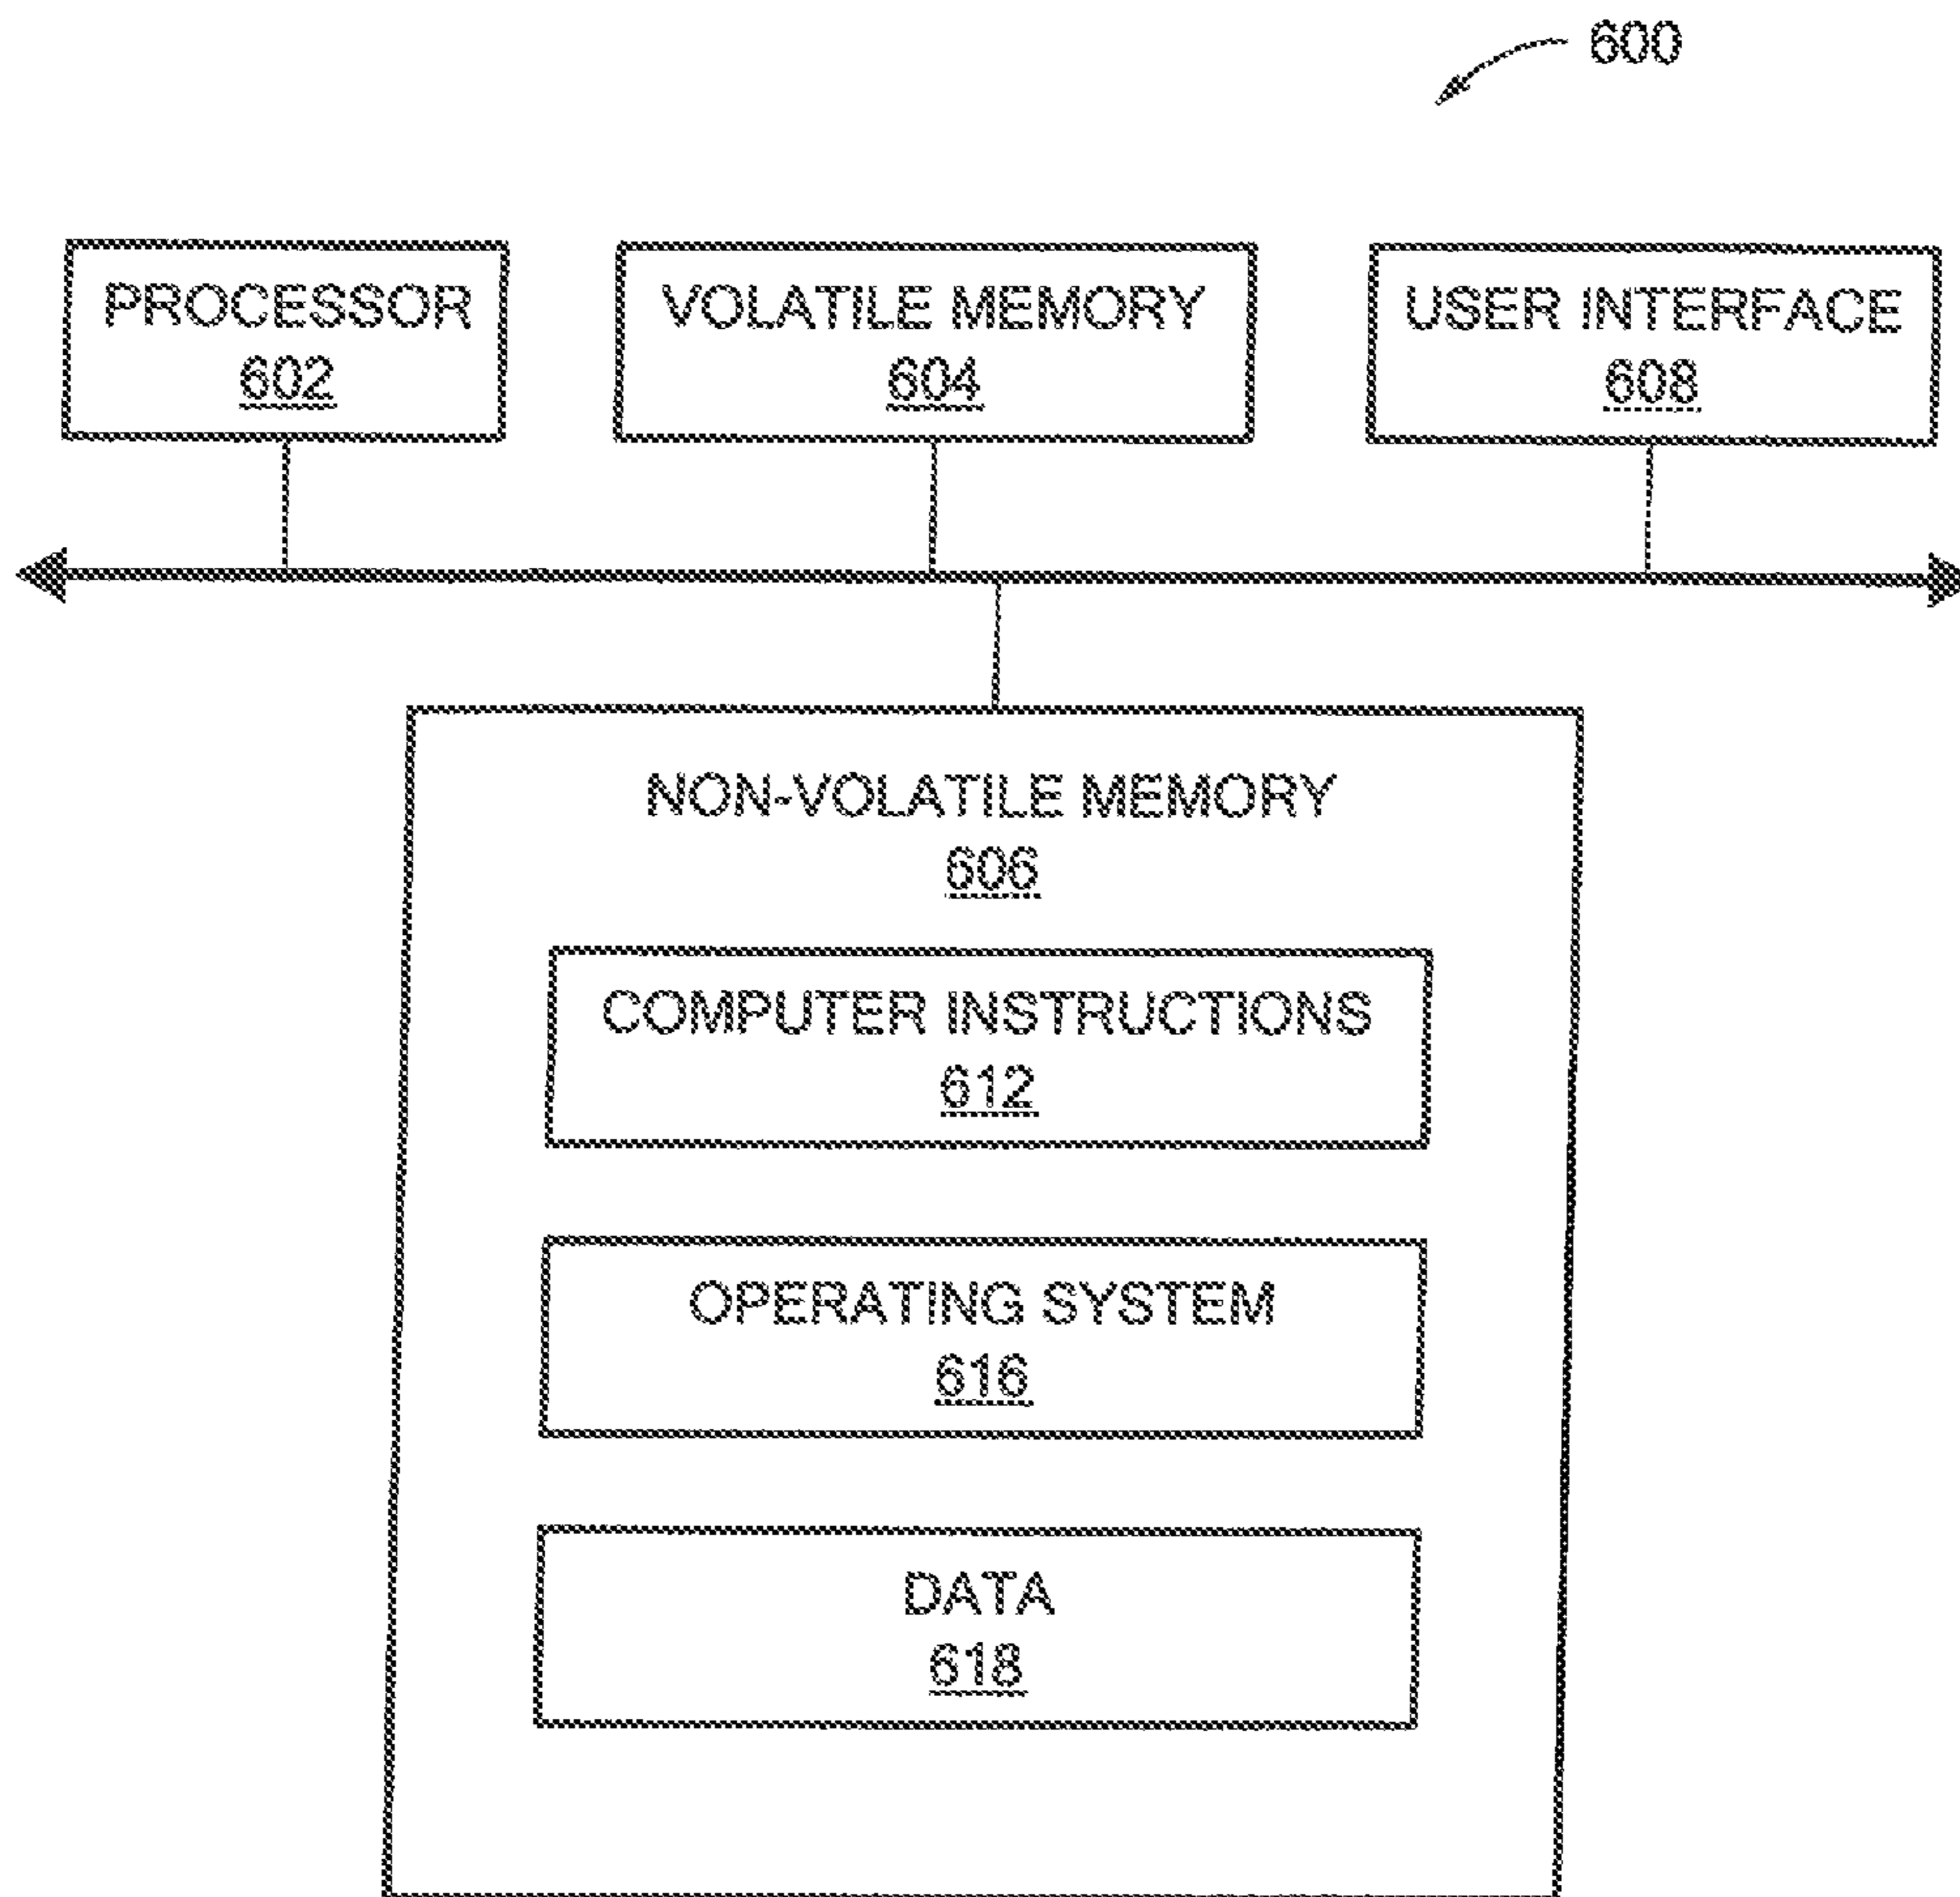 600
PROCESSOR
602
VOLATILE MEMORY
604
USER INTERFACE
608
NON-VOLATILE MEMORY
606
COMPUTER INSTRUCTIONS
612
OPERATING SYSTEM
616
DATA
618